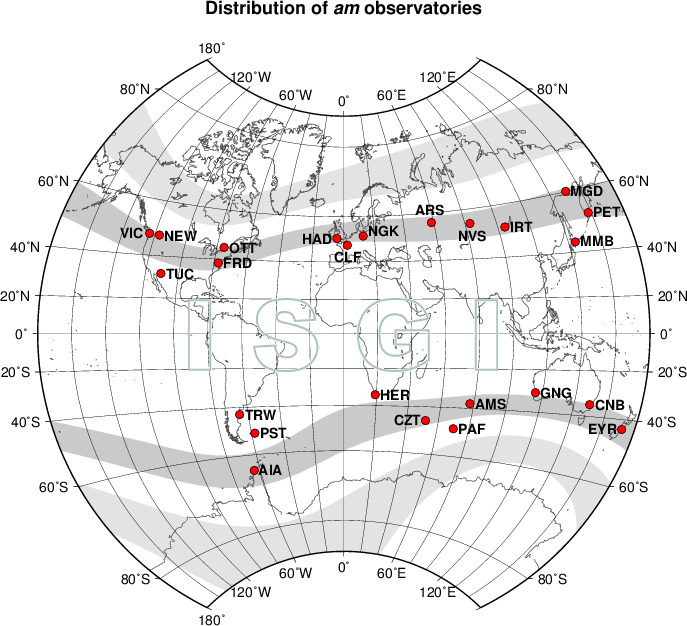 Distribution of am observatories
180°
120°W
60°W
0°
60°E
120°E
80°N
80°N
60°N
60°N
MGD
PET
ARS
VIC
NEW
OTT
HAD
NGK
NVS
IRT
MMB
40°N
40°N
CLF
FRD
TUC
20°N
20°N
ISGI
0°
0°
20°S
20°S
HER
GNG
AMS
CNB
TRW
CZT
PAF
EYR
40°S
40°S
PST
AIA
60°S
60°S
80°S
80°S
120°W
60°W
0°
60°E
120°E
180°